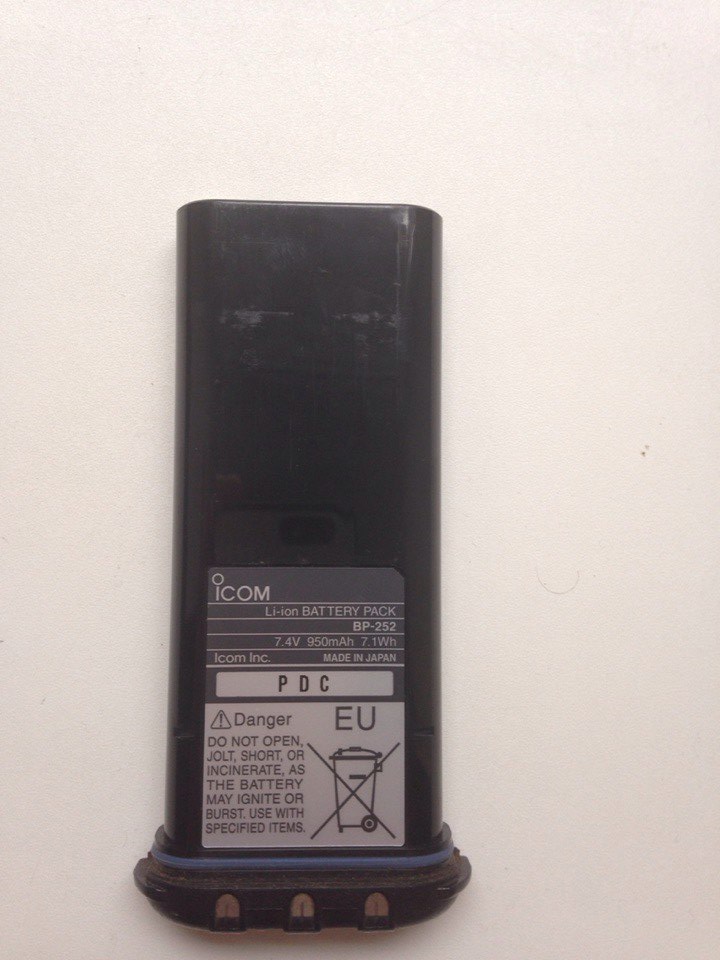 ICOM
Li-ion BATTERY PACK
BP-252
7.4V 950mAh 7.1Wh
Icom Inc. MADE IN JAPAN
PDC
Danger EU
DO NOT OPEN,
JOLT, SHORT, OR
INCINERATE, AS
THE BATTERY
MAY IGNITE OR
BURST. USE WITH
SPECIFIED ITEMS.